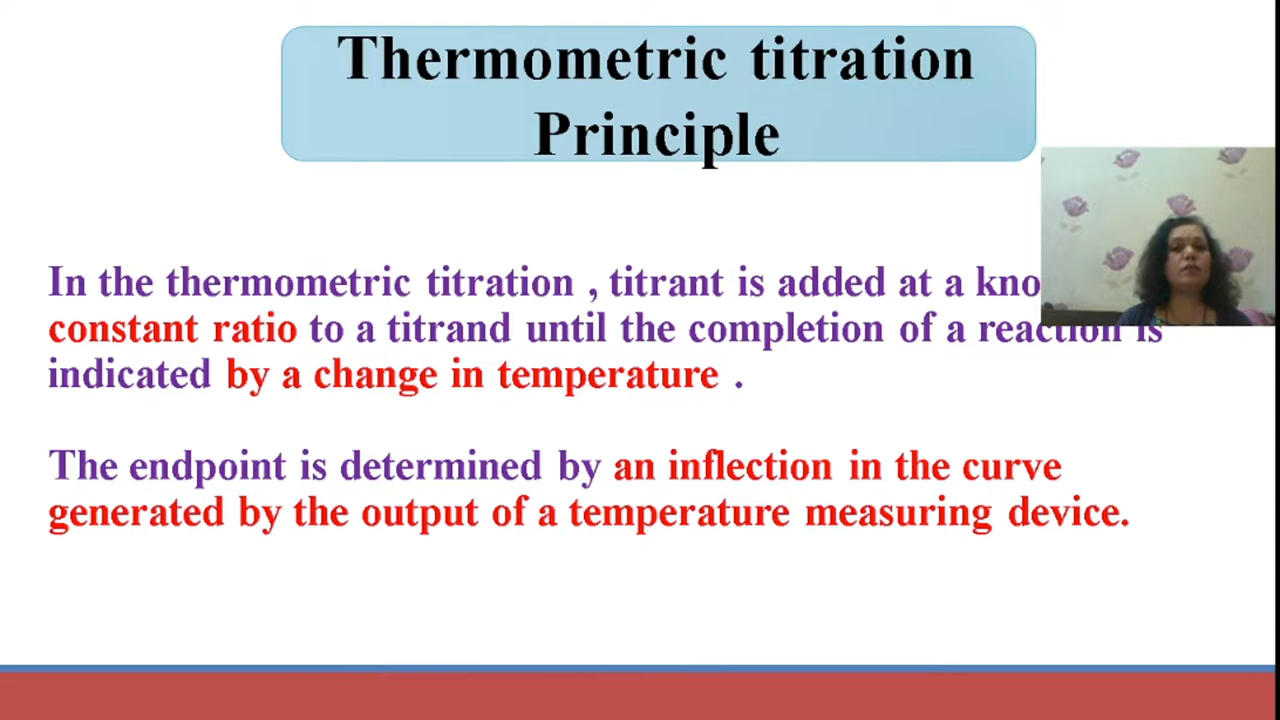 Thermometric titration
Principle
In the thermometric titration , titrant is added at a
constant ratio to a titrand until the completion of a reaction is
indicated by a change in temperature .
The endpoint is determined by an inflection in the curve
generated by the output of a temperature measuring device.